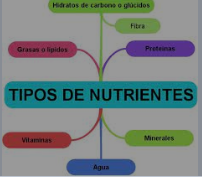 Hidratos de carbono o glúcidos
Fibra
Grasas o lípidos
Proteínas
TIPOS DE NUTRIENTES
Vitaminas
Minerales
Agua